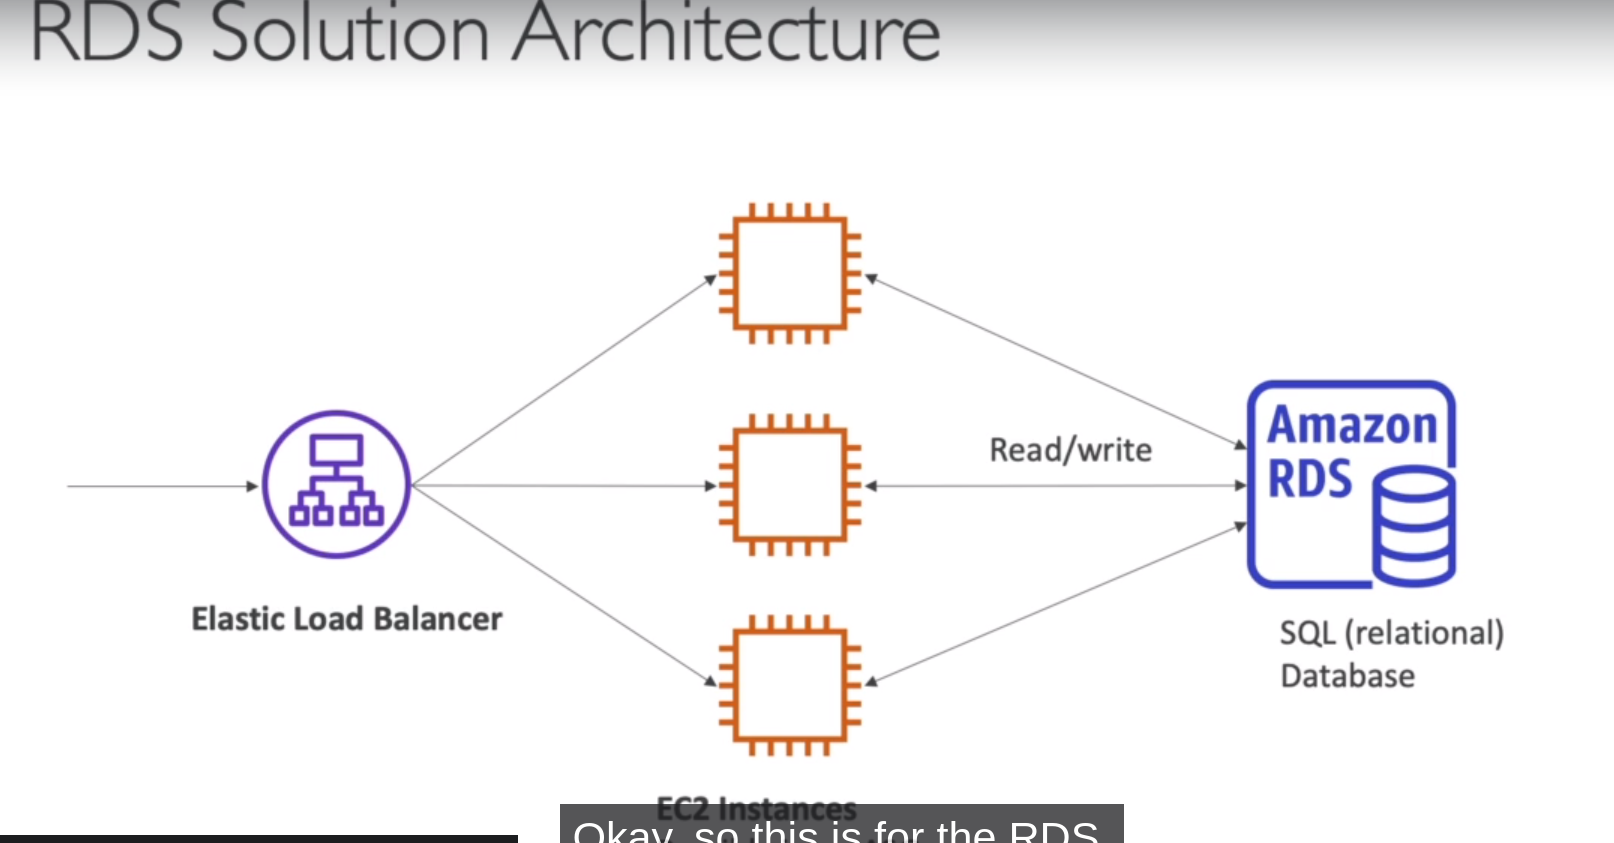 RDS Solution Architecture
Read/write
Amazon
RDS
Elastic Load Balancer
SQL (relational)
Database
EC2 Instances
Okay, so this is for the RDS